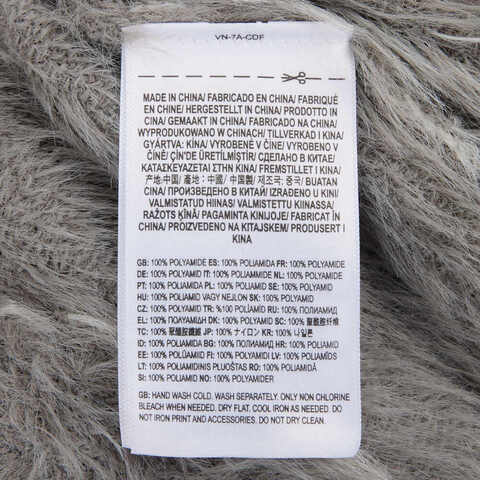 VN-7A-CDF
MADE IN CHINA/ FABRICADO EN CHINA/ FABRIQUÉ
EN CHINE/ HERGESTELLT IN CHINA/ PRODOTTO IN
CINA/ GEMAAKT IN CHINA/ FABRICADO NA CHINA/
WYPRODUKOWANO W CHINACH/ TILLVERKAD I KINA/
GYÁRTVA: KÍNA/ VYROBENÉ V ČÍNE/ VYROBENO V
ČÍNĚ/ ÇİN'DE ÜRETİLMİŞTİR/ СДЕЛАНО В КИТАЕ/
ΚΑΤΑΣΚΕΥΑΖΕΤΑΙ ΣΤΗΝ ΚΙΝΑ/ FREMSTILLET I KINA/
产地:中国/ 產地: 中國/ 中国製/ 제조국: 중국/ BUATAN
CINA/ ПРОИЗВЕДЕНО В КИТАЙ/ IZRAĐENO U KINI/
VALMISTATUD HIINAS/ VALMISTETTU KIINASSA/
RAŽOTS ĶĪNĀ/ PAGAMINTA KINIJOJE/ FABRICAT ÎN
CHINA/ PROIZVEDENO NA KITAJSKEM/ PRODUSERT I
KINA
GB: 100% POLYAMIDE ES: 100% POLIAMIDA FR: 100% POLYAMIDE
DE: 100% POLYAMID IT: 100% POLIAMMIDE NL: 100% POLYAMIDE
PT: 100% POLIAMIDA PL: 100% POLIAMID SE: 100% POLYAMID
HU: 100% POLIAMID VAGY NEJLON SK: 100% POLYAMID
CZ: 100% POLYAMID TR: %100 POLİAMİD RU: 100% ПОЛИАМИД
EL: 100% ΠΟΛΥΑΜΙΔΗ DK: 100% POLYAMID SC: 100% 聚酰胺纤维
TC: 100% 聚醯胺纖維 JP: 100% ナイロン KR: 100% 나일론
ID: 100% POLIAMIDA BG: 100% ПОЛИАМИД HR: 100% POLIAMID
EE: 100% POLÜAMIID FI: 100% POLYAMIDI LV: 100% POLIAMĪDS
LT: 100% POLIAMIDINIS PLUOŠTAS RO: 100% POLIAMIDĂ
SI: 100% POLIAMID NO: 100% POLYAMIDER
GB: HAND WASH COLD. WASH SEPARATELY. ONLY NON CHLORINE
BLEACH WHEN NEEDED. DRY FLAT. COOL IRON AS NEEDED. DO
NOT IRON PRINT AND ACCESSORIES. DO NOT DRY CLEAN.